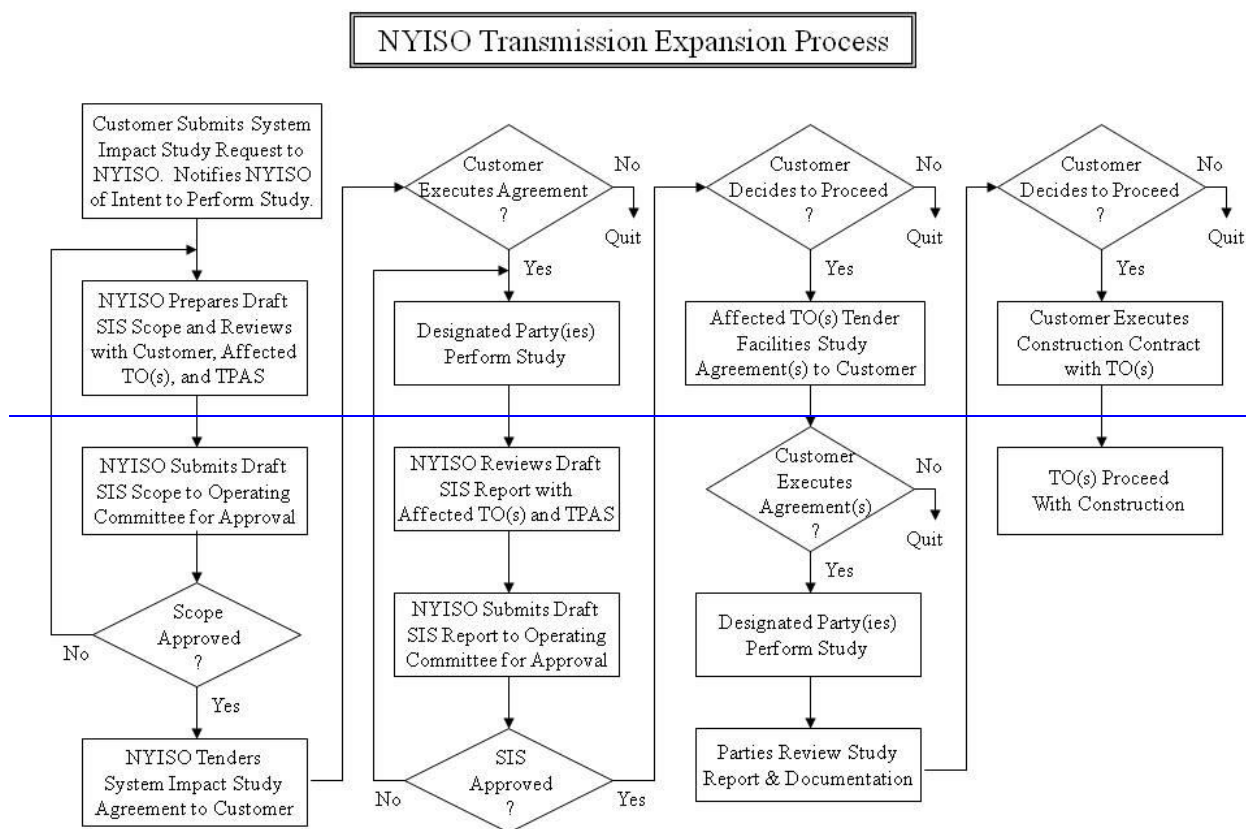 NYISO Transmission Expansion Process
Customer Submits System
Impact Study Request to
NYISO. Notifies NYISO
of Intent to Perform Study.
NYISO Prepares Draft
SIS Scope and Reviews
with Customer, Affected
TO(s), and TPAS
NYISO Submits Draft
SIS Scope to Operating
Committee for Approval
Scope
Approved
?
No
Yes
NYISO Tenders
System Impact Study
Agreement to Customer
Customer
Executes Agreement
?
No
Quit
Yes
Designated Party(ies)
Perform Study
NYISO Reviews Draft
SIS Report with
Affected TO(s) and TPAS
NYISO Submits Draft
SIS Report to Operating
Committee for Approval
SIS
Approved
?
No
Yes
Customer
Decides to Proceed
?
No
Quit
Yes
Affected TO(s) Tender
Facilities Study
Agreement(s) to Customer
Customer
Executes
Agreement(s)
?
No
Quit
Yes
Designated Party(ies)
Perform Study
Parties Review Study
Report & Documentation
Customer
Decides to Proceed
?
No
Quit
Yes
Customer Executes
Construction Contract
with TO(s)
TO(s) Proceed
With Construction